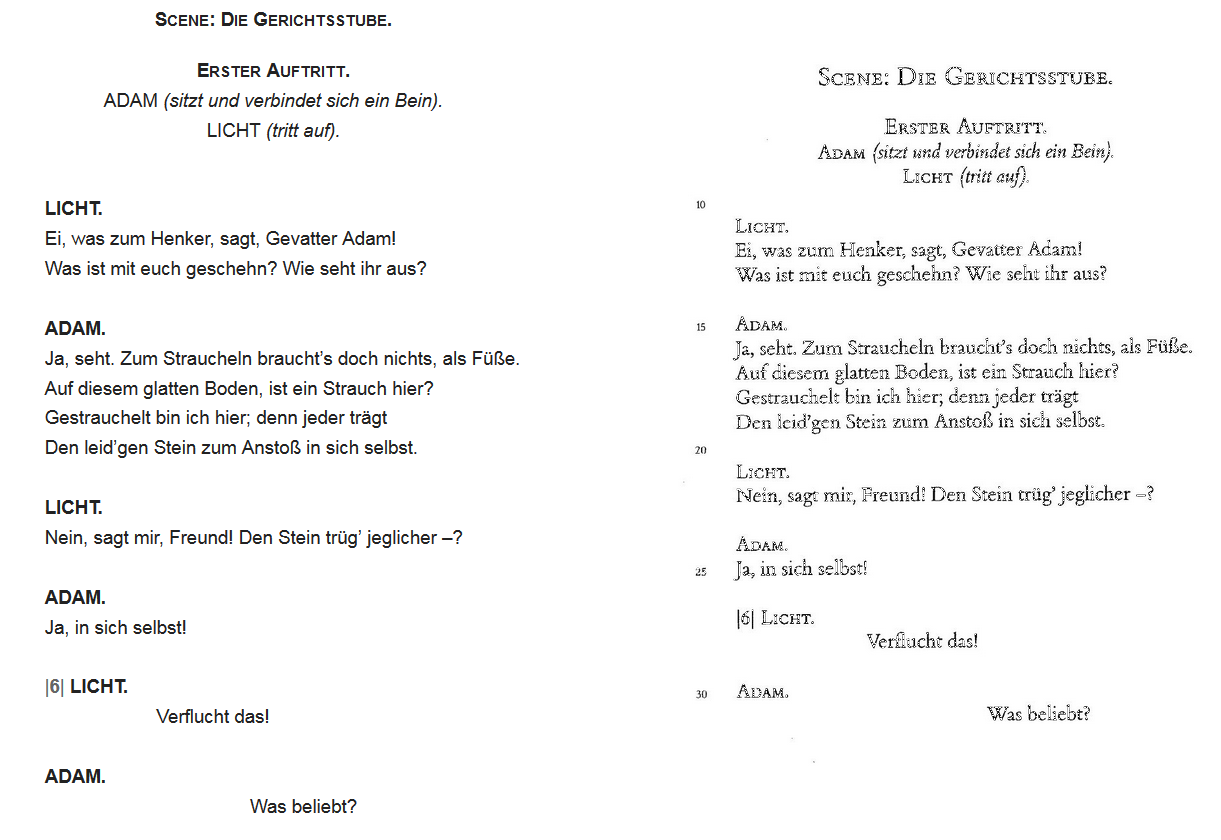 SCENE: DIE GERICHTSSTUBE.
ERSTER AUFTRITT.
ADAM (sitzt und verbindet sich ein Bein).
LICHT (tritt auf).
LICHT.
Ei, was zum Henker, sagt, Gevatter Adam!
Was ist mit euch geschehn? Wie seht ihr aus?
ADAM.
Ja, seht. Zum Straucheln braucht’s doch nichts, als Füße.
Auf diesem glatten Boden, ist ein Strauch hier?
Gestrauchelt bin ich hier; denn jeder trägt
Den leid’gen Stein zum Anstoß in sich selbst.
LICHT.
Nein, sagt mir, Freund! Den Stein trüg’ jeglicher –?
ADAM.
Ja, in sich selbst!
|6| LICHT.
Verflucht das!
ADAM.
Was beliebt?
SCENE: DIE GERICHTSSTUBE.
ERSTER AUFTRITT.
ADAM (sitzt und verbindet sich ein Bein).
LICHT (tritt auf).
10
LICHT.
Ei, was zum Henker, sagt, Gevatter Adam!
Was ist mit euch geschehn? Wie seht ihr aus?
15 ADAM.
Ja, seht. Zum Straucheln braucht’s doch nichts, als Füße.
Auf diesem glatten Boden, ist ein Strauch hier?
Gestrauchelt bin ich hier; denn jeder trägt
Den leid’gen Stein zum Anstoß in sich selbst.
20
LICHT.
Nein, sagt mir, Freund! Den Stein trüg’ jeglicher –?
ADAM.
25 Ja, in sich selbst!
|6| LICHT.
Verflucht das!
30 ADAM.
Was beliebt?